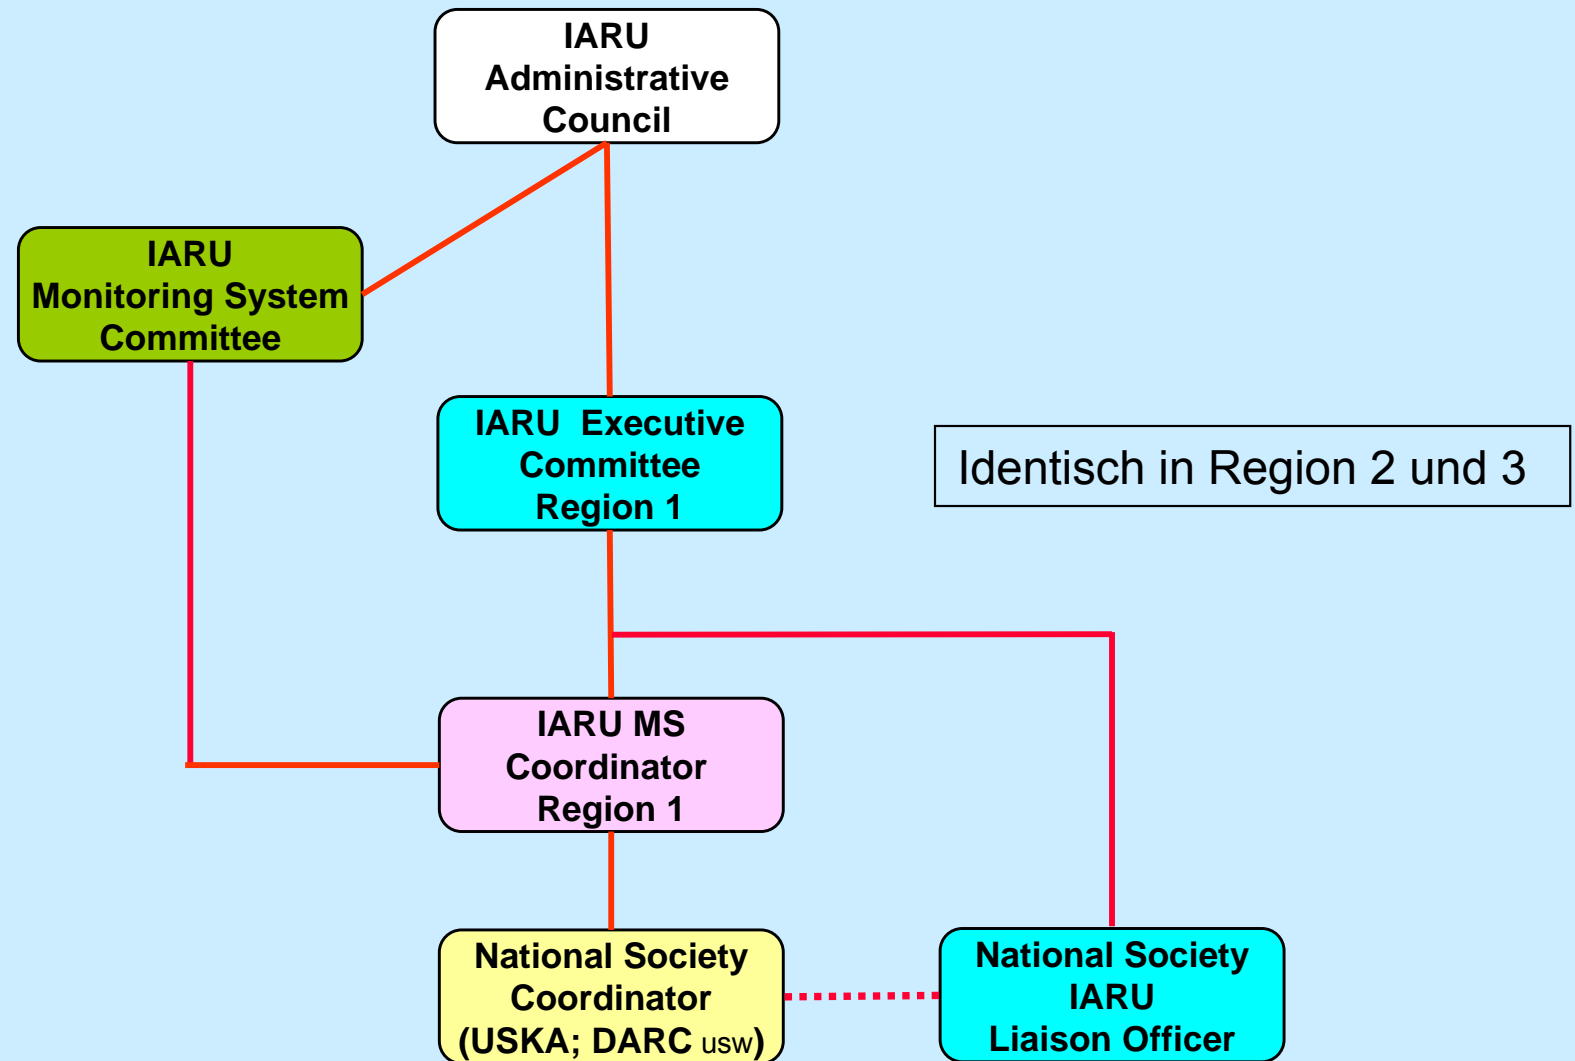 IARU
Administrative
Council
IARU
Monitoring System
Committee
IARU Executive
Committee
Region 1
Identisch in Region 2 und 3
IARU MS
Coordinator
Region 1
National Society
Coordinator
(USKA; DARC usw)
National Society
IARU
Liaison Officer